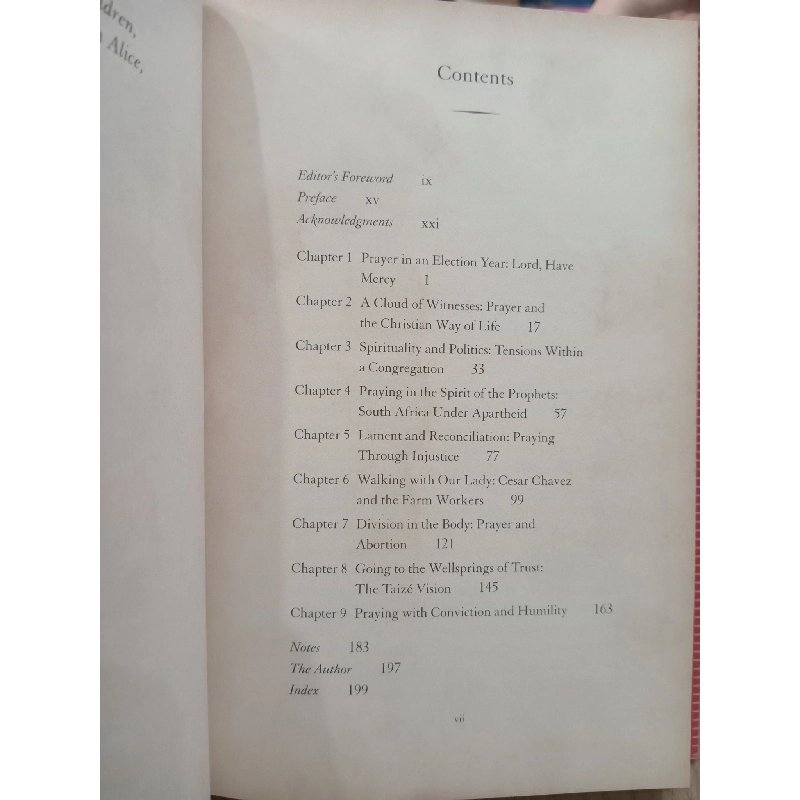 Alice,
Contents
Editor's Foreword ix
Preface xv
Acknowledgments xxi
Chapter 1 Prayer in an Election Year: Lord, Have
Mercy 1
Chapter 2 A Cloud of Witnesses: Prayer and
the Christian Way of Life 17
Chapter 3 Spirituality and Politics: Tensions Within
a Congregation 33
Chapter 4 Praying in the Spirit of the Prophets:
South Africa Under Apartheid 57
Chapter 5 Lament and Reconciliation: Praying
Through Injustice 77
Chapter 6 Walking with Our Lady: Cesar Chavez
and the Farm Workers 99
Chapter 7 Division in the Body: Prayer and
Abortion 121
Chapter 8 Going to the Wellsprings of Trust:
The Taizé Vision 145
Chapter 9 Praying with Conviction and Humility 163
Notes 183
The Author 197
Index 199
vii